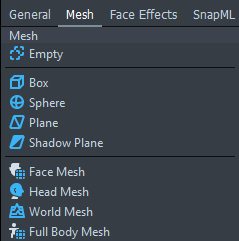 General Mesh Face Effects SnapML
Mesh
Empty
Box
Sphere
Plane
Shadow Plane
Face Mesh
Head Mesh
World Mesh
Full Body Mesh